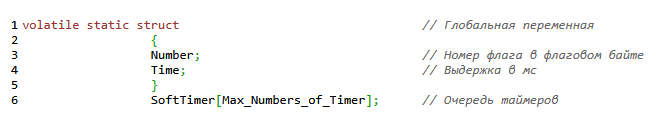 1 volatile static struct // Глобальная переменная
2 {
3 Number; // Номер флага в флаговом байте
4 Time; // Выдержка в мс
5 }
6 SoftTimer[Max_Numbers_of_Timer]; // Очередь таймеров